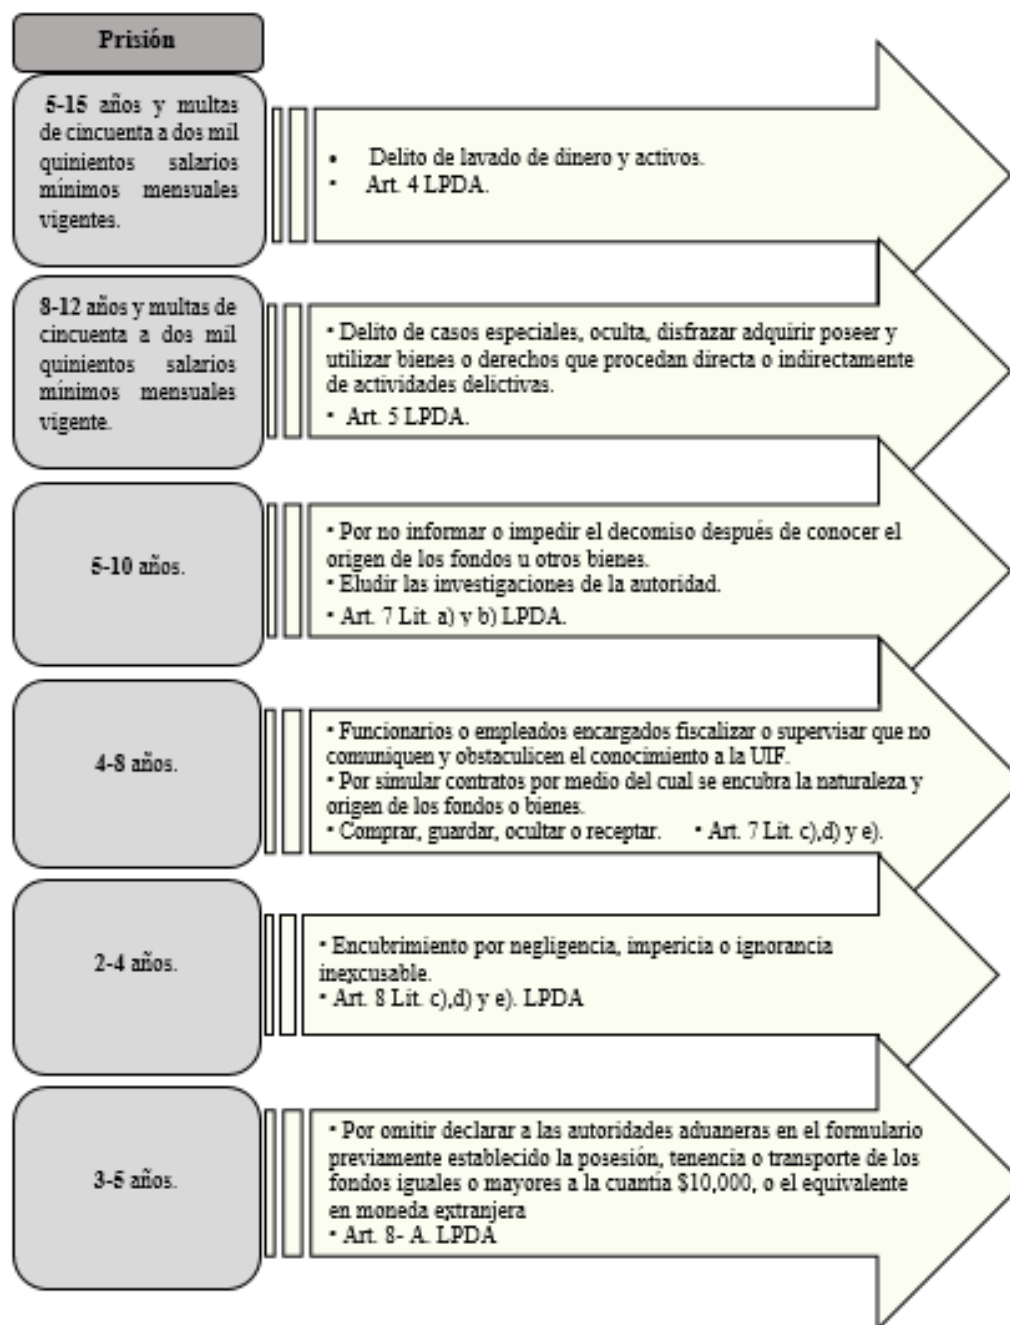 Prisión
5-15 años y multas
de cincuenta a dos mil
quinientos salarios
mínimos mensuales
vigentes.
• Delito de lavado de dinero y activos.
• Art. 4 LPDA.
8-12 años y multas de
cincuenta a dos mil
quinientos salarios
mínimos mensuales
vigente.
• Delito de casos especiales, oculta, disfrazar adquirir poseer y
utilizar bienes o derechos que procedan directa o indirectamente
de actividades delictivas.
• Art. 5 LPDA.
5-10 años.
• Por no informar o impedir el decomiso después de conocer el
origen de los fondos u otros bienes.
• Eludir las investigaciones de la autoridad.
• Art. 7 Lit. a) y b) LPDA.
4-8 años.
• Funcionarios o empleados encargados fiscalizar o supervisar que no
comuniquen y obstaculicen el conocimiento a la UIF.
• Por simular contratos por medio del cual se encubra la naturaleza y
origen de los fondos o bienes.
• Comprar, guardar, ocultar o receptar. • Art. 7 Lit. c),d) y e).
2-4 años.
• Encubrimiento por negligencia, impericia o ignorancia
inexcusable.
• Art. 8 Lit. c),d) y e). LPDA
3-5 años.
• Por omitir declarar a las autoridades aduaneras en el formulario
previamente establecido la posesión, tenencia o transporte de los
fondos iguales o mayores a la cuantía $10,000, o el equivalente
en moneda extranjera
• Art. 8- A. LPDA